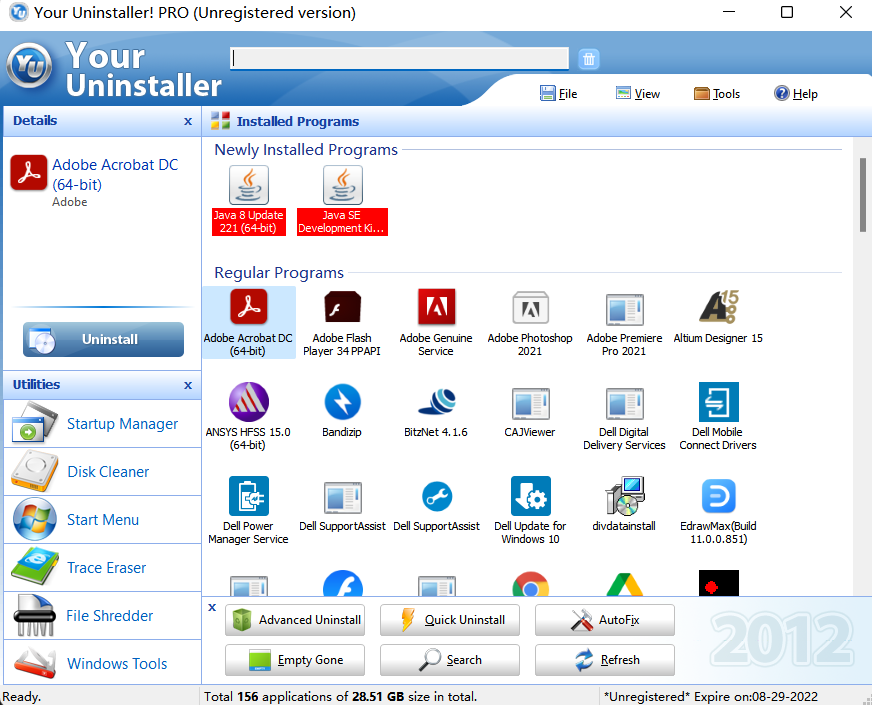 Your Uninstaller! PRO (Unregistered version)
YU
Your
Uninstaller
File
View
Tools
Help
Details
x
Installed Programs
Adobe Acrobat DC
(64-bit)
Adobe
Uninstall
Utilities
x
Startup Manager
Disk Cleaner
Start Menu
Trace Eraser
File Shredder
Windows Tools
Newly Installed Programs
Java 8 Update
221 (64-bit)
Java SE
Development Ki...
Regular Programs
Adobe Acrobat DC
(64-bit)
Adobe Flash
Player 34 PPAPI
Adobe Genuine
Service
Adobe Photoshop
2021
Adobe Premiere
Pro 2021
15
Altium Designer 15
ANSYS HFSS 15.0
(64-bit)
Bandizip
BitzNet 4.1.6
CAJViewer
Dell Digital
Delivery Services
Dell Mobile
Connect Drivers
Dell Power
Manager Service
Dell SupportAssist
Dell SupportAssist
Dell Update for
Windows 10
divdatainstall
EdrawMax(Build
11.0.0.851)
x
Advanced Uninstall
Quick Uninstall
AutoFix
Empty Gone
Search
Refresh
2012
Ready.
Total 156 applications of 28.51 GB size in total.
*Unregistered* Expire on:08-29-2022